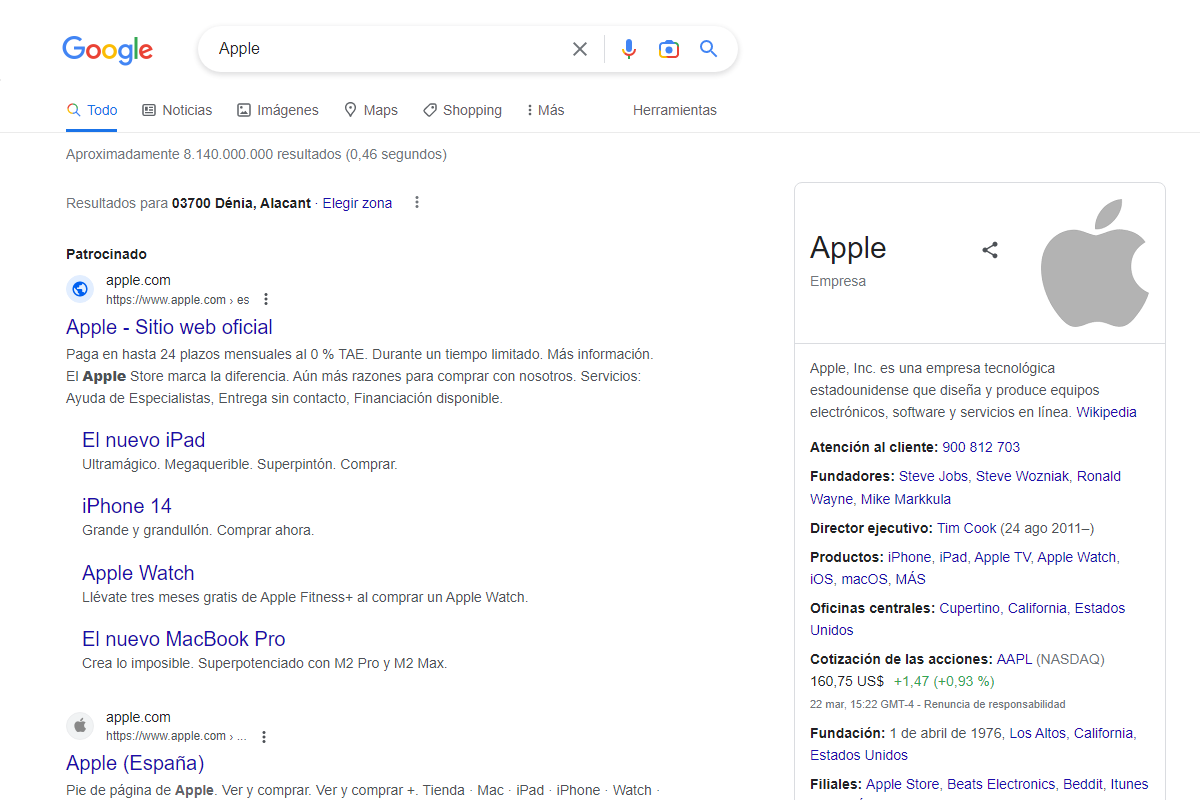 Google
Apple
Todo
Noticias
Imágenes
Maps
Shopping
Más
Herramientas
Aproximadamente 8.140.000.000 resultados (0,46 segundos)
Resultados para 03700 Dénia, Alacant · Elegir zona
Patrocinado
apple.com
https://www.apple.com › es
Apple - Sitio web oficial
Paga en hasta 24 plazos mensuales al 0 % TAE. Durante un tiempo limitado. Más información.
El Apple Store marca la diferencia. Aún más razones para comprar con nosotros. Servicios:
Ayuda de Especialistas, Entrega sin contacto, Financiación disponible.
El nuevo iPad
Ultramágico. Megaquerible. Superpintón. Comprar.
iPhone 14
Grande y grandullón. Comprar ahora.
Apple Watch
Llévate tres meses gratis de Apple Fitness+ al comprar un Apple Watch.
El nuevo MacBook Pro
Crea lo imposible. Superpotenciado con M2 Pro y M2 Max.
apple.com
https://www.apple.com › ...
Apple (España)
Pie de página de Apple. Ver y comprar. Ver y comprar +. Tienda · Mac · iPad · iPhone · Watch ·
Apple
Empresa
Apple, Inc. es una empresa tecnológica
estadounidense que diseña y produce equipos
electrónicos, software y servicios en línea. Wikipedia
Atención al cliente: 900 812 703
Fundadores: Steve Jobs, Steve Wozniak, Ronald
Wayne, Mike Markkula
Director ejecutivo: Tim Cook (24 ago 2011–)
Productos: iPhone, iPad, Apple TV, Apple Watch,
iOS, macOS, MÁS
Oficinas centrales: Cupertino, California, Estados
Unidos
Cotización de las acciones: AAPL (NASDAQ)
160,75 US$ +1,47 (+0,93 %)
22 mar, 15:22 GMT-4 - Renuncia de responsabilidad
Fundación: 1 de abril de 1976, Los Altos, California,
Estados Unidos
Filiales: Apple Store, Beats Electronics, Beddit, Itunes